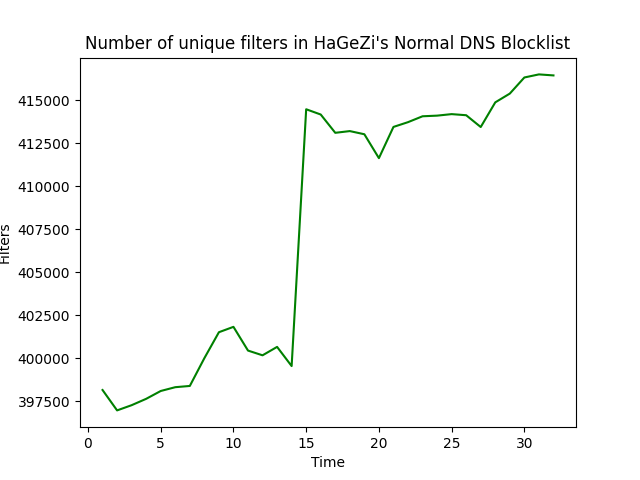 Number of unique filters in HaGeZi's Normal DNS Blocklist
415000
412500
410000
407500
405000
402500
400000
397500
Filters
0 5 10 15 20 25 30
Time